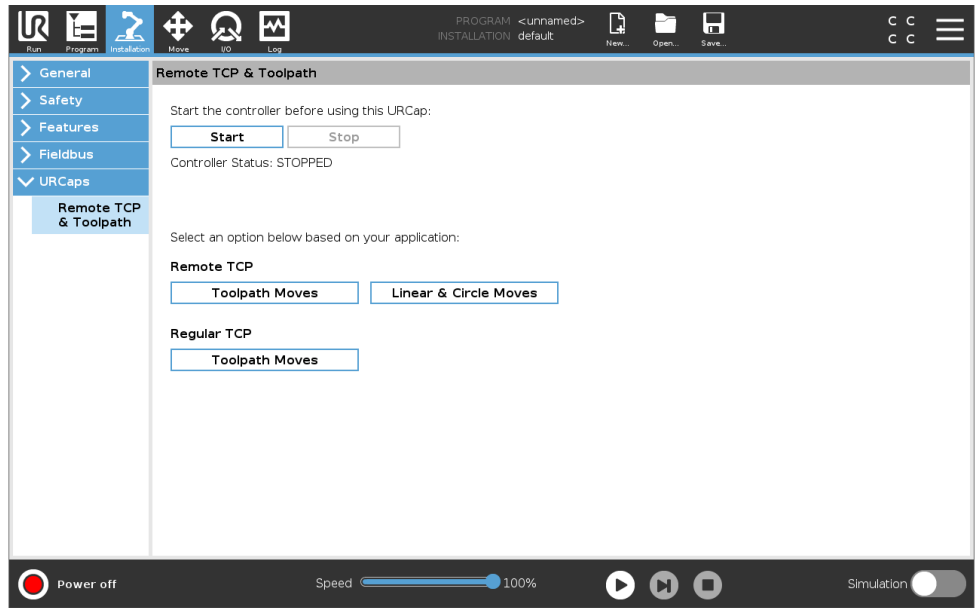 PROGRAM <unnamed>
INSTALLATION default
Run Program Installation Move I/O Log New... Open... Save...
C C
C C
General
Safety
Features
Fieldbus
URCaps
Remote TCP
& Toolpath
Remote TCP & Toolpath
Start the controller before using this URCap:
Start Stop
Controller Status: STOPPED
Select an option below based on your application:
Remote TCP
Toolpath Moves Linear & Circle Moves
Regular TCP
Toolpath Moves
Power off Speed 100% Simulation